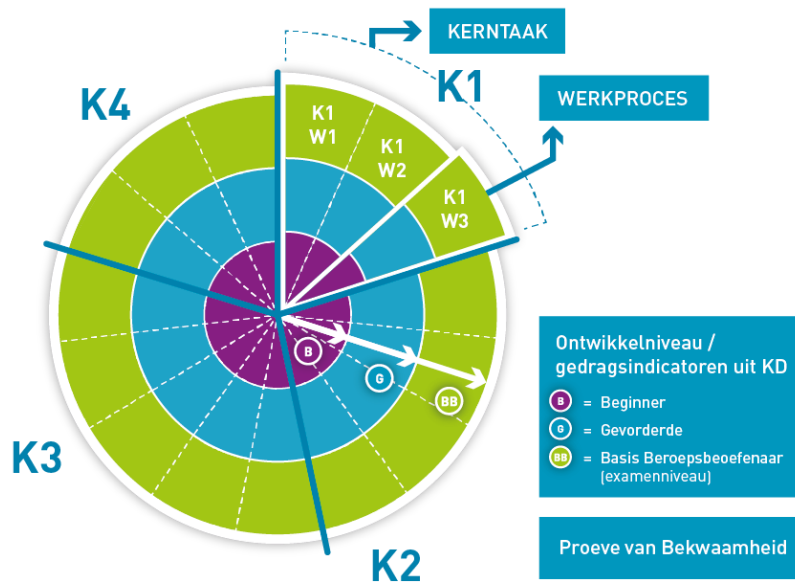 KERNTAAK
K1
WERKPROCES
K4
K1
W1
K1
W2
K1
W3
B
G
BB
K3
K2
Ontwikkelniveau /
gedragsindicatoren uit KD
B = Beginner
G = Gevorderde
BB = Basis Beroepsbeoefenaar
(examenniveau)
Proeve van Bekwaamheid